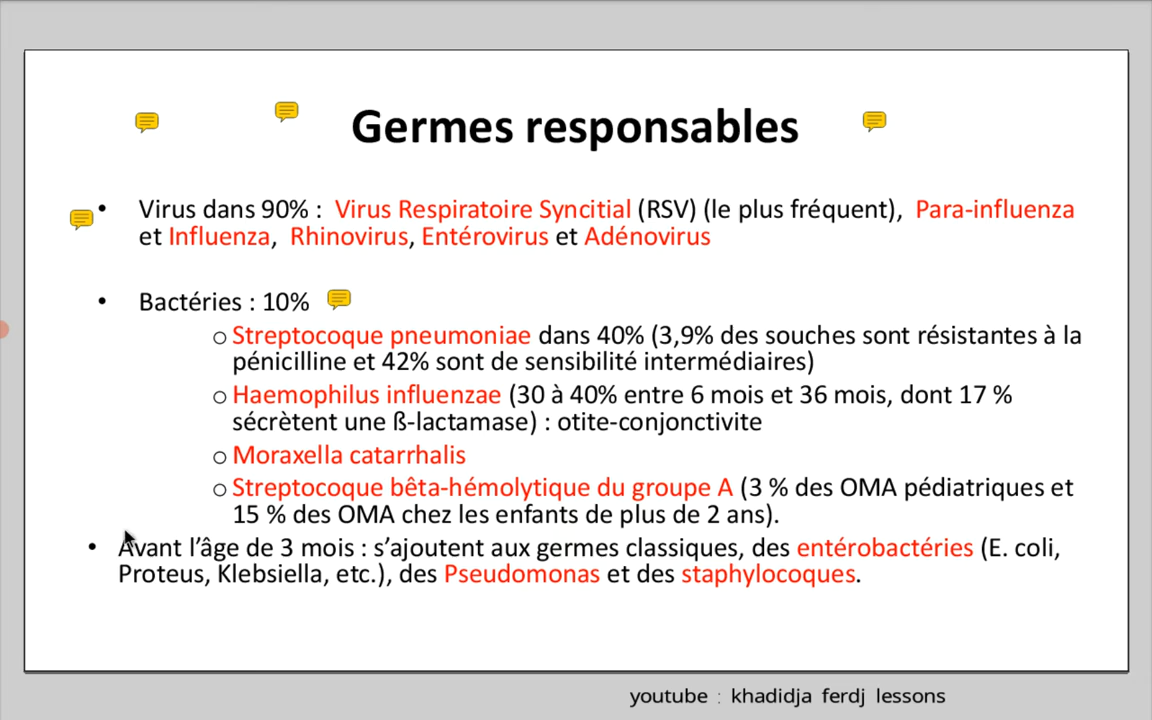 Germes responsables
• Virus dans 90% : Virus Respiratoire Syncitial (RSV) (le plus fréquent), Para-influenza
et Influenza, Rhinovirus, Entérovirus et Adénovirus
• Bactéries : 10%
o Streptocoque pneumoniae dans 40% (3,9% des souches sont résistantes à la
pénicilline et 42% sont de sensibilité intermédiaires)
o Haemophilus influenzae (30 à 40% entre 6 mois et 36 mois, dont 17 %
sécrètent une ß-lactamase) : otite-conjonctivite
o Moraxella catarrhalis
o Streptocoque bêta-hémolytique du groupe A (3 % des OMA pédiatriques et
15 % des OMA chez les enfants de plus de 2 ans).
• Avant l’âge de 3 mois : s’ajoutent aux germes classiques, des entérobactéries (E. coli,
Proteus, Klebsiella, etc.), des Pseudomonas et des staphylocoques.
youtube : khadidja ferdj lessons